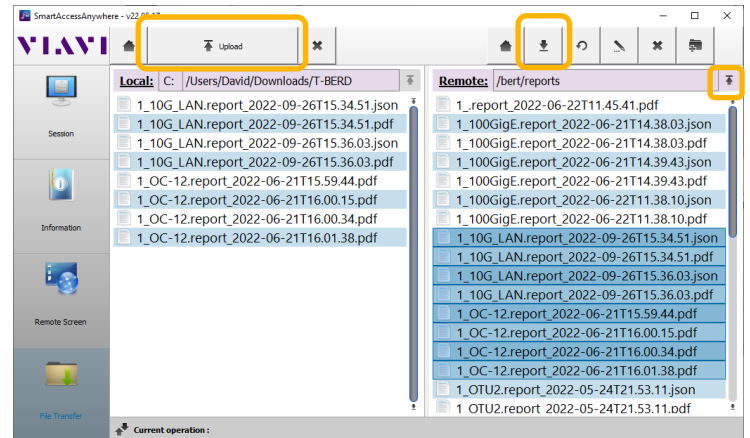 SmartAccessAnywhere - v22.05.17
VIAVI
Upload
Session
Information
Remote Screen
File Transfer
Local: C: /Users/David/Downloads/T-BERD
1_10G_LAN.report_2022-09-26T15.34.51.json
1_10G_LAN.report_2022-09-26T15.34.51.pdf
1_10G_LAN.report_2022-09-26T15.36.03.json
1_10G_LAN.report_2022-09-26T15.36.03.pdf
1_OC-12.report_2022-06-21T15.59.44.pdf
1_OC-12.report_2022-06-21T16.00.15.pdf
1_OC-12.report_2022-06-21T16.00.34.pdf
1_OC-12.report_2022-06-21T16.01.38.pdf
Remote: /bert/reports
1_.report_2022-06-22T11.45.41.pdf
1_100GigE.report_2022-06-21T14.38.03.json
1_100GigE.report_2022-06-21T14.38.03.pdf
1_100GigE.report_2022-06-21T14.39.43.json
1_100GigE.report_2022-06-21T14.39.43.pdf
1_100GigE.report_2022-06-22T11.38.10.json
1_100GigE.report_2022-06-22T11.38.10.pdf
1_10G_LAN.report_2022-09-26T15.34.51.json
1_10G_LAN.report_2022-09-26T15.34.51.pdf
1_10G_LAN.report_2022-09-26T15.36.03.json
1_10G_LAN.report_2022-09-26T15.36.03.pdf
1_OC-12.report_2022-06-21T15.59.44.pdf
1_OC-12.report_2022-06-21T16.00.15.pdf
1_OC-12.report_2022-06-21T16.00.34.pdf
1_OC-12.report_2022-06-21T16.01.38.pdf
1_OTU2.report_2022-05-24T21.53.11.json
1_OTU2.report_2022-05-24T21.53.11.pdf
Current operation :